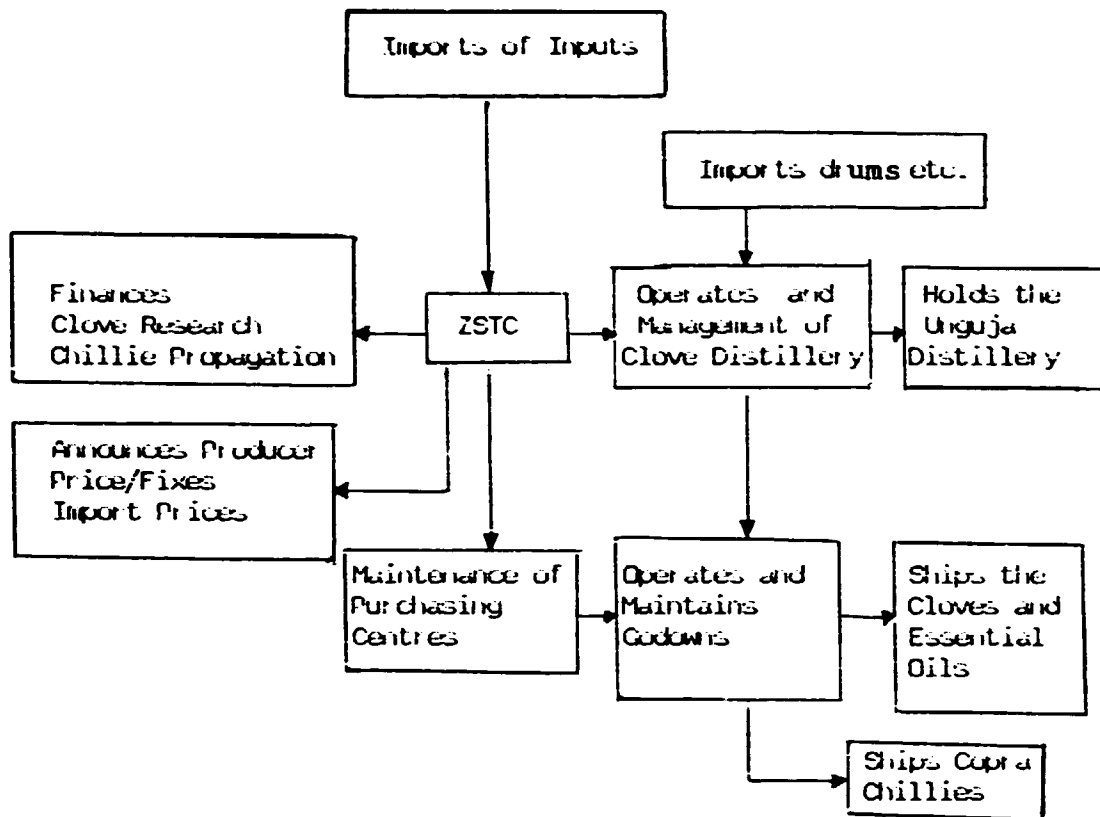 Imports of Inputs
Imports drums etc.
Finances
Clove Research
Chillie Propagation
ZSTC
Operates and
Management of
Clove Distillery
Holds the
Unguja
Distillery
Announces Producer
Price/Fixes
Import Prices
Maintenance of
Purchasing
Centres
Operates and
Maintains
Godowns
Ships the
Cloves and
Essential
Oils
Ships Copra
Chillies